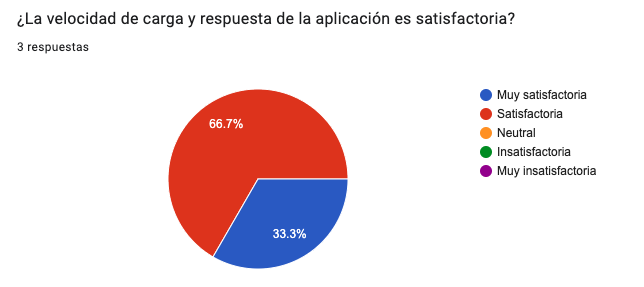 ¿La velocidad de carga y respuesta de la aplicación es satisfactoria?
3 respuestas
66.7%
33.3%
Muy satisfactoria
Satisfactoria
Neutral
Insatisfactoria
Muy insatisfactoria